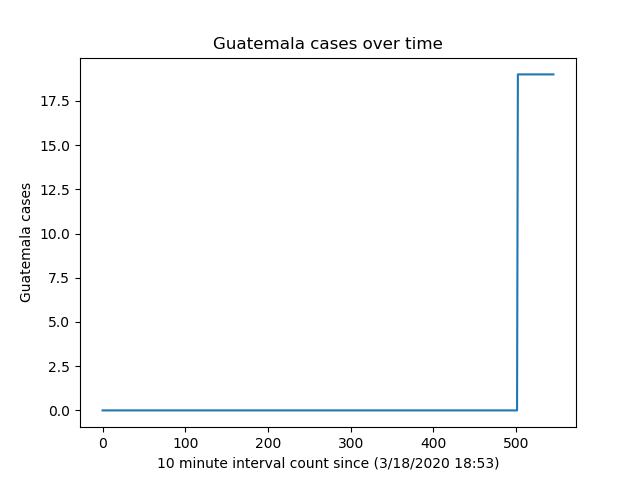 Guatemala cases over time
17.5
15.0
12.5
10.0
7.5
5.0
2.5
0.0
Guatemala cases
0 100 200 300 400 500
10 minute interval count since (3/18/2020 18:53)